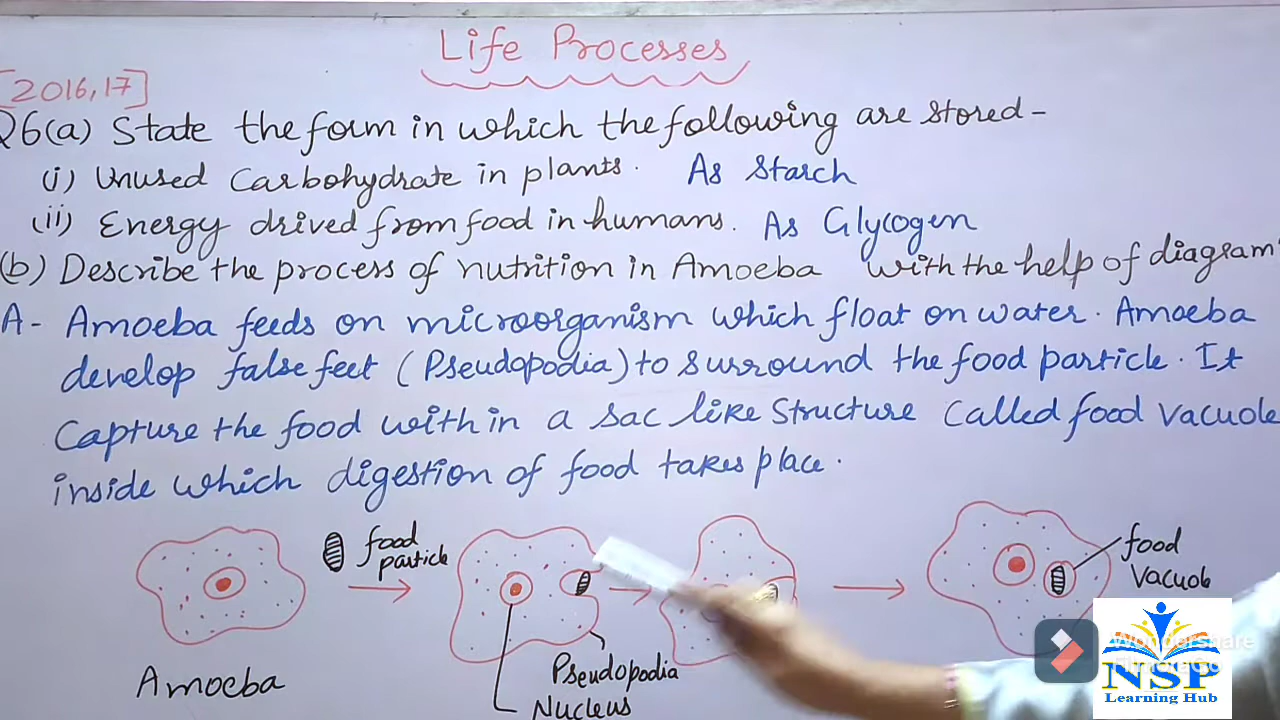 Life Processes
[2016,17]
Q6(a) State the form in which the following are stored-
(i) Unused Carbohydrate in plants. As Starch
(ii) Energy drived from food in humans. As Glycogen
(b) Describe the process of nutrition in Amoeba with the help of diagram
A- Amoeba feeds on microorganism which float on water. Amoeba
develop false feet (Pseudopodia) to surround the food particle. It
Capture the food with in a sac like structure called food vacuole
inside which digestion of food takes place.
food
particle
food
vacuole
Pseudopodia
Amoeba
Nucleus
Wondershare
FilmoraGo
NSP
Learning Hub